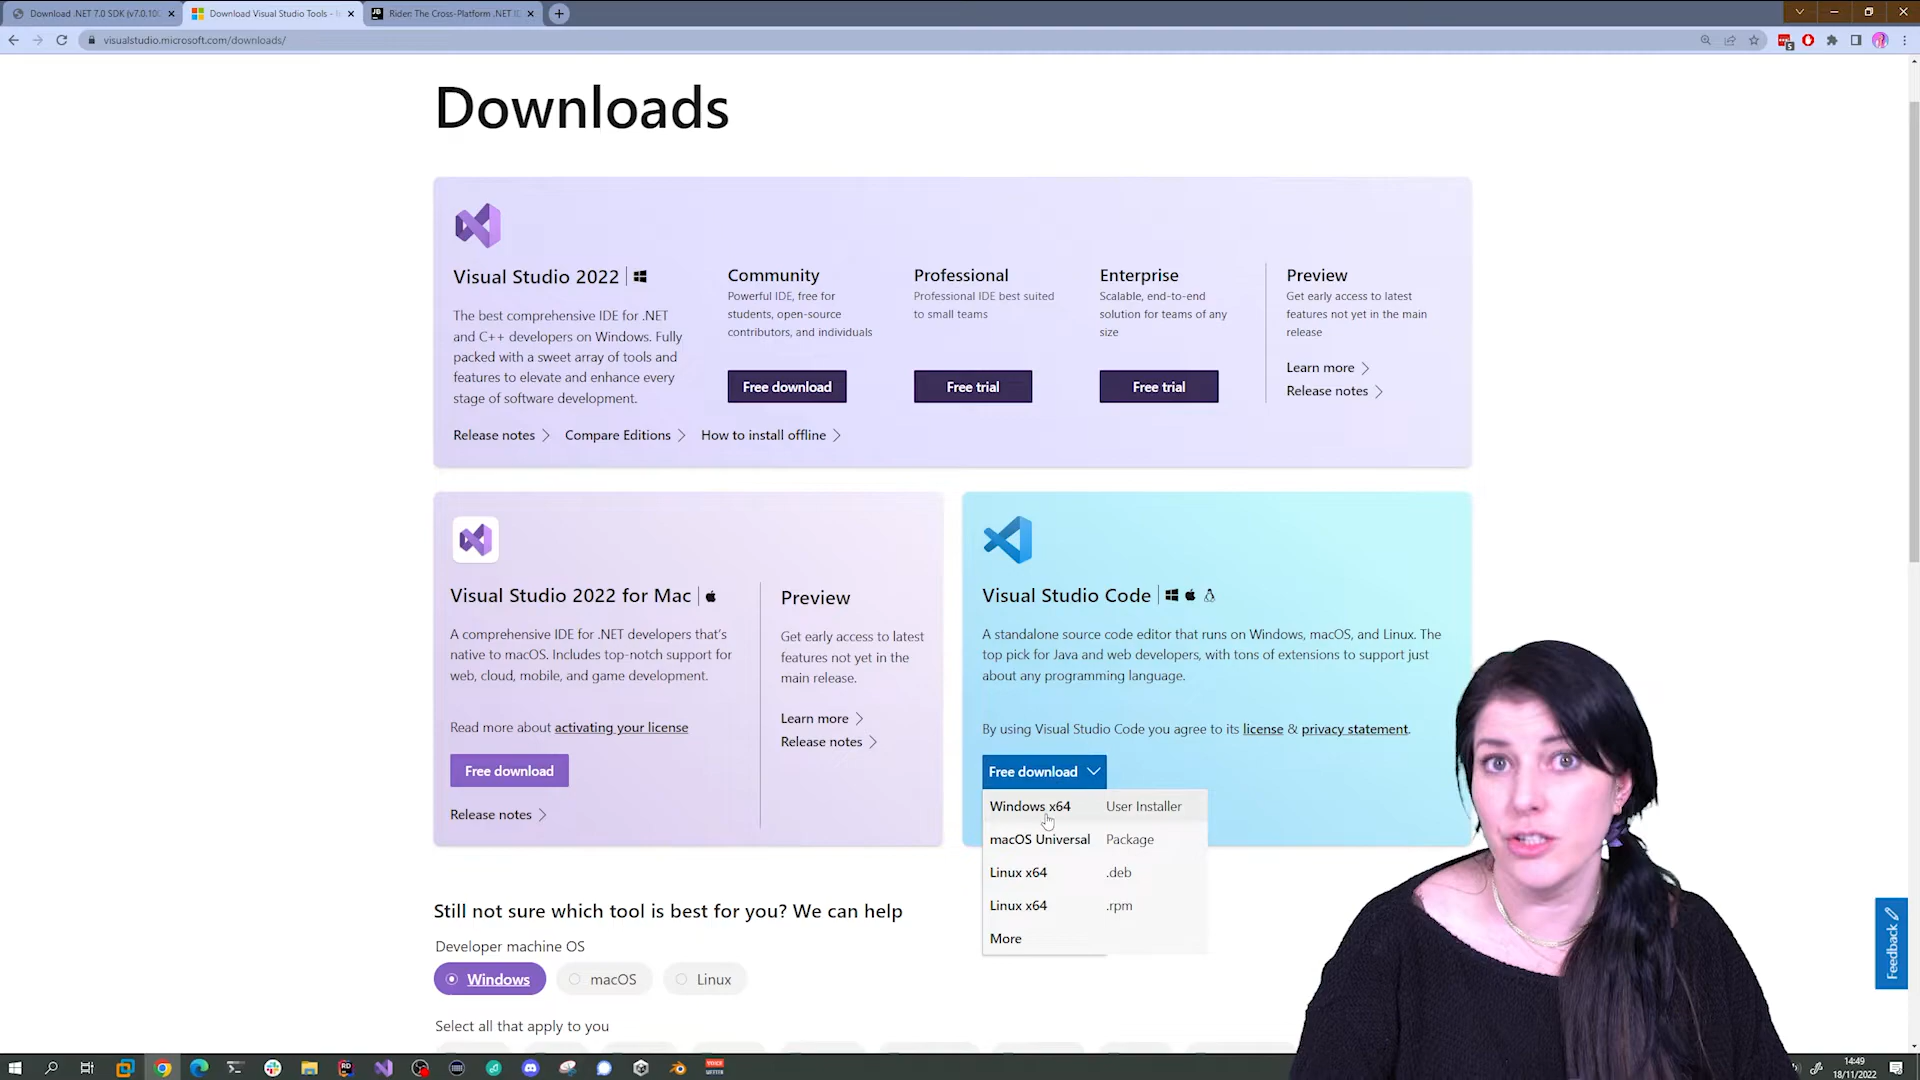 Download .NET 7.0 SDK (v7.0.100
Download Visual Studio Tools -
Rider: The Cross-Platform .NET I
visualstudio.microsoft.com/downloads/
Downloads
Visual Studio 2022
The best comprehensive IDE for .NET
and C++ developers on Windows. Fully
packed with a sweet array of tools and
features to elevate and enhance every
stage of software development.
Community
Powerful IDE, free for
students, open-source
contributors, and individuals
Free download
Professional
Professional IDE best suited
to small teams
Free trial
Enterprise
Scalable, end-to-end
solution for teams of any
size
Free trial
Preview
Get early access to latest
features not yet in the main
release
Learn more
Release notes
Release notes
Compare Editions
How to install offline
Visual Studio 2022 for Mac
A comprehensive IDE for .NET developers that's
native to macOS. Includes top-notch support for
web, cloud, mobile, and game development.
Read more about activating your license
Free download
Release notes
Preview
Get early access to latest
features not yet in the
main release.
Learn more
Release notes
Visual Studio Code
A standalone source code editor that runs on Windows, macOS, and Linux. The
top pick for Java and web developers, with tons of extensions to support just
about any programming language.
By using Visual Studio Code you agree to its license & privacy statement.
Free download
Windows x64 User Installer
macOS Universal Package
Linux x64 .deb
Linux x64 .rpm
More
Still not sure which tool is best for you? We can help
Developer machine OS
Windows
macOS
Linux
Select all that apply to you
Feedback
14:49
18/11/2022